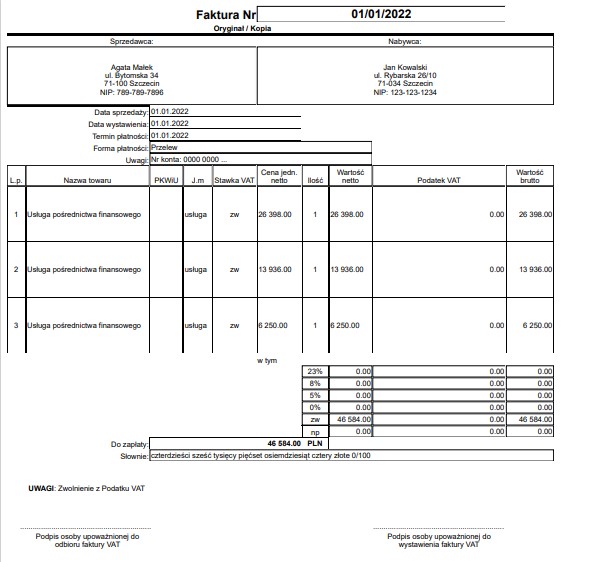 Faktura Nr 01/01/2022
Oryginał / Kopia
Sprzedawca: Nabywca:
Agata Małek Jan Kowalski
ul. Bytomska 34 ul. Rybarska 26/10
71-100 Szczecin 71-034 Szczecin
NIP: 789-789-7896 NIP: 123-123-1234
Data sprzedaży: 01.01.2022
Data wystawienia: 01.01.2022
Termin płatności: 01.01.2022
Forma płatności: Przelew
Uwagi: Nr konta: 0000 0000 ...
L.p. Nazwa towaru PKWiU J.m Stawka VAT Cena jedn. netto Ilość Wartość netto Podatek VAT Wartość brutto
1 Usługa pośrednictwa finansowego usługa zw 26 398.00 1 26 398.00 0.00 26 398.00
2 Usługa pośrednictwa finansowego usługa zw 13 936.00 1 13 936.00 0.00 13 936.00
3 Usługa pośrednictwa finansowego usługa zw 6 250.00 1 6 250.00 0.00 6 250.00
w tym
23% 0.00 0.00 0.00
8% 0.00 0.00 0.00
5% 0.00 0.00 0.00
0% 0.00 0.00 0.00
zw 46 584.00 0.00 46 584.00
np 0.00 0.00 0.00
Do zapłaty: 46 584.00 PLN
Słownie: czterdzieści sześć tysięcy pięćset osiemdziesiąt cztery złote 0/100
UWAGI: Zwolnienie z Podatku VAT
Podpis osoby upoważnionej do Podpis osoby upoważnionej do
odbioru faktury VAT wystawienia faktury VAT